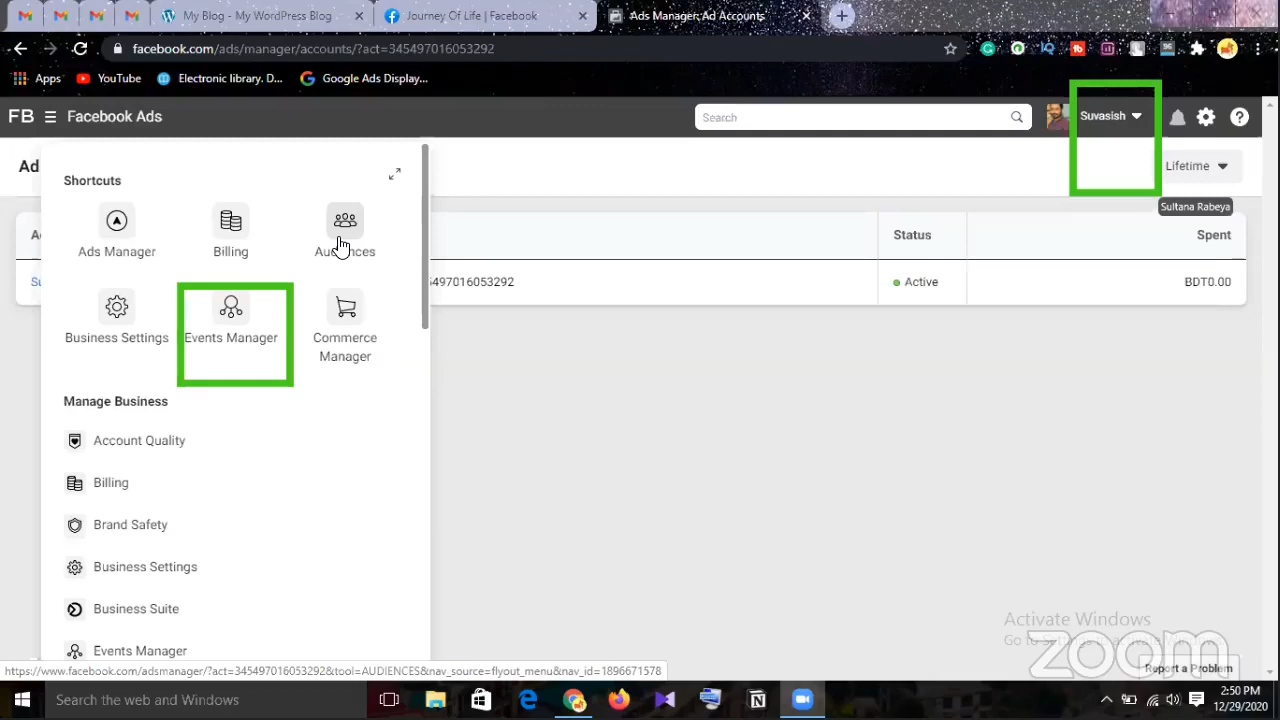 My Blog - My WordPress Blog
Journey Of Life | Facebook
Ads Manager: Ad Accounts
facebook.com/ads/manager/accounts/?act=345497016053292
Apps
YouTube
Electronic library. D...
Google Ads Display...
FB
Facebook Ads
Search
Suvasish
Ad
Lifetime
Sultana Rabeya
Shortcuts
Ads Manager
Billing
Audiences
Business Settings
Events Manager
Commerce
Manager
Status
Spent
Su
497016053292
Active
BDT0.00
Manage Business
Account Quality
Billing
Brand Safety
Business Settings
Business Suite
Events Manager
Activate Windows
zoom
Report a Problem
https://www.facebook.com/adsmanager/?act=345497016053292&tool=AUDIENCES&nav_source=flyout_menu&nav_id=1896671578
Search the web and Windows
2:50 PM
12/29/2020